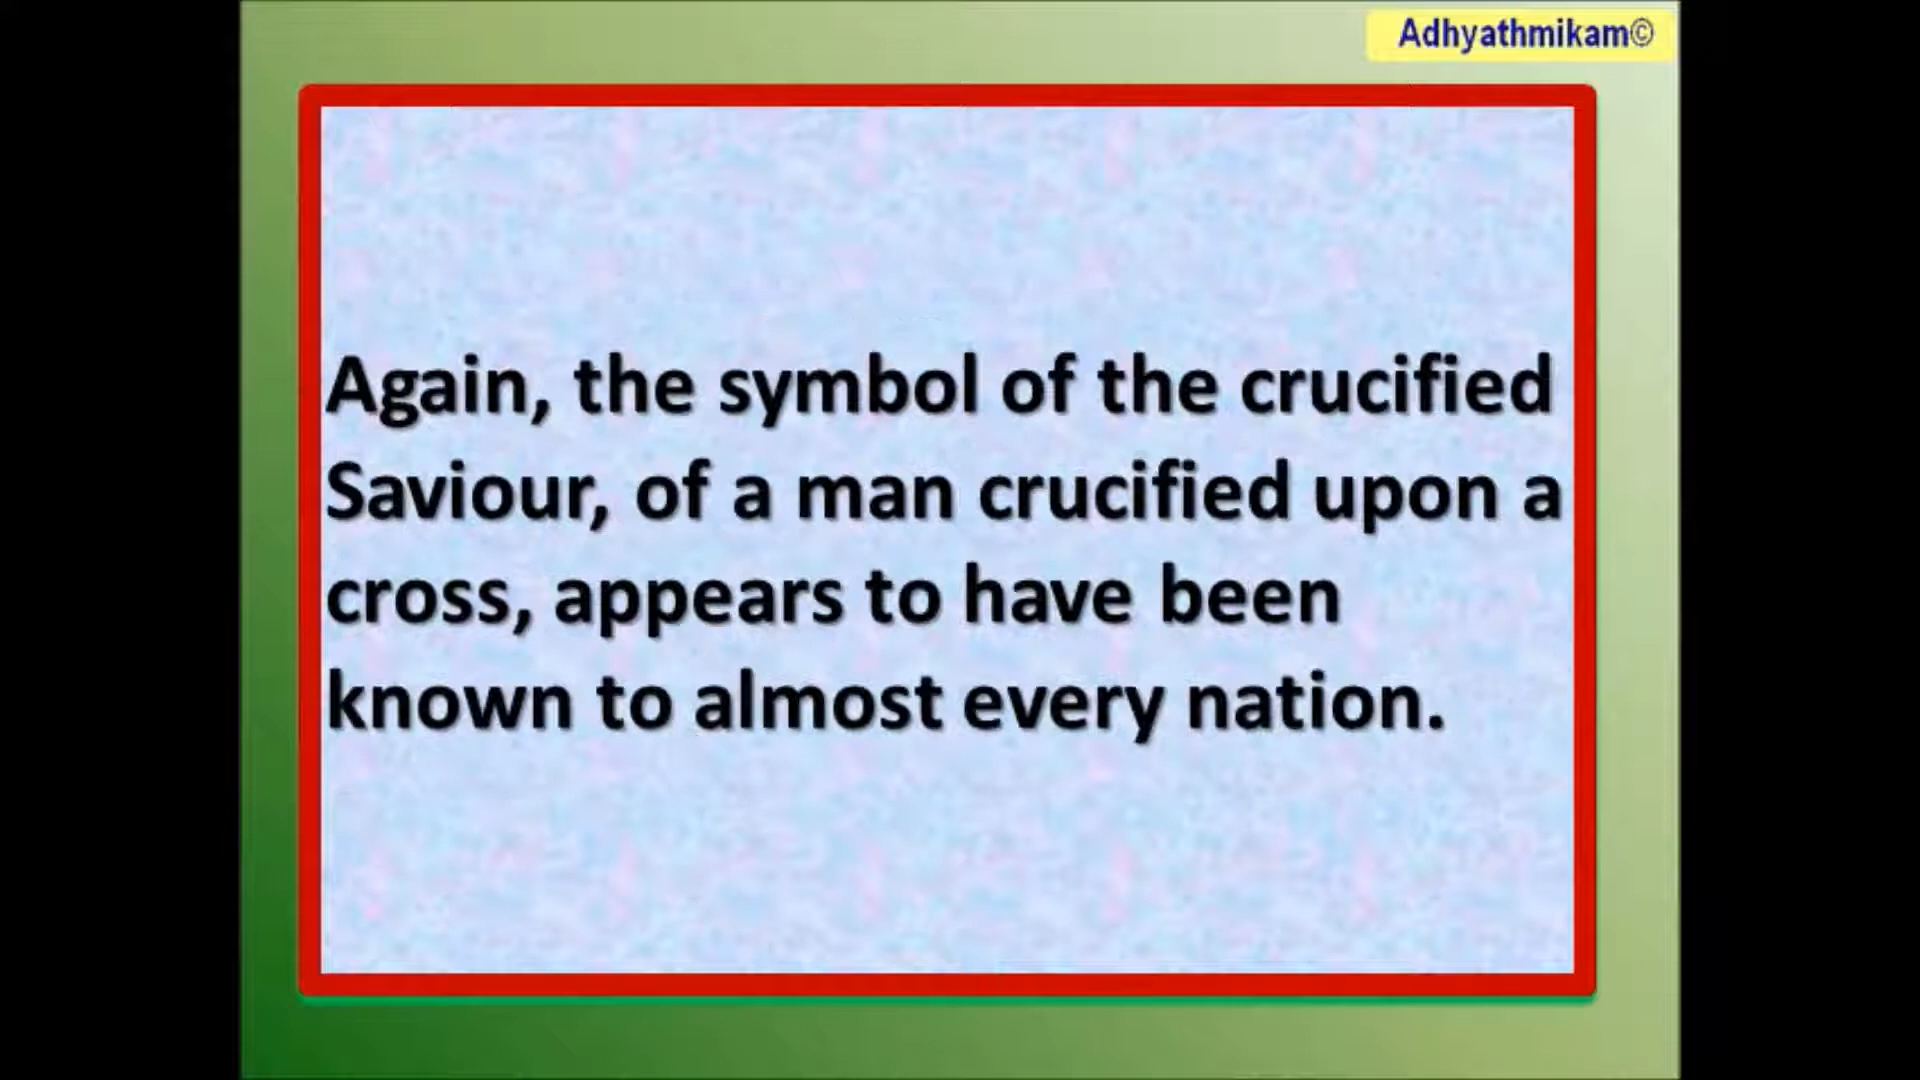 Adhyathmikam©
Again, the symbol of the crucified
Saviour, of a man crucified upon a
cross, appears to have been
known to almost every nation.